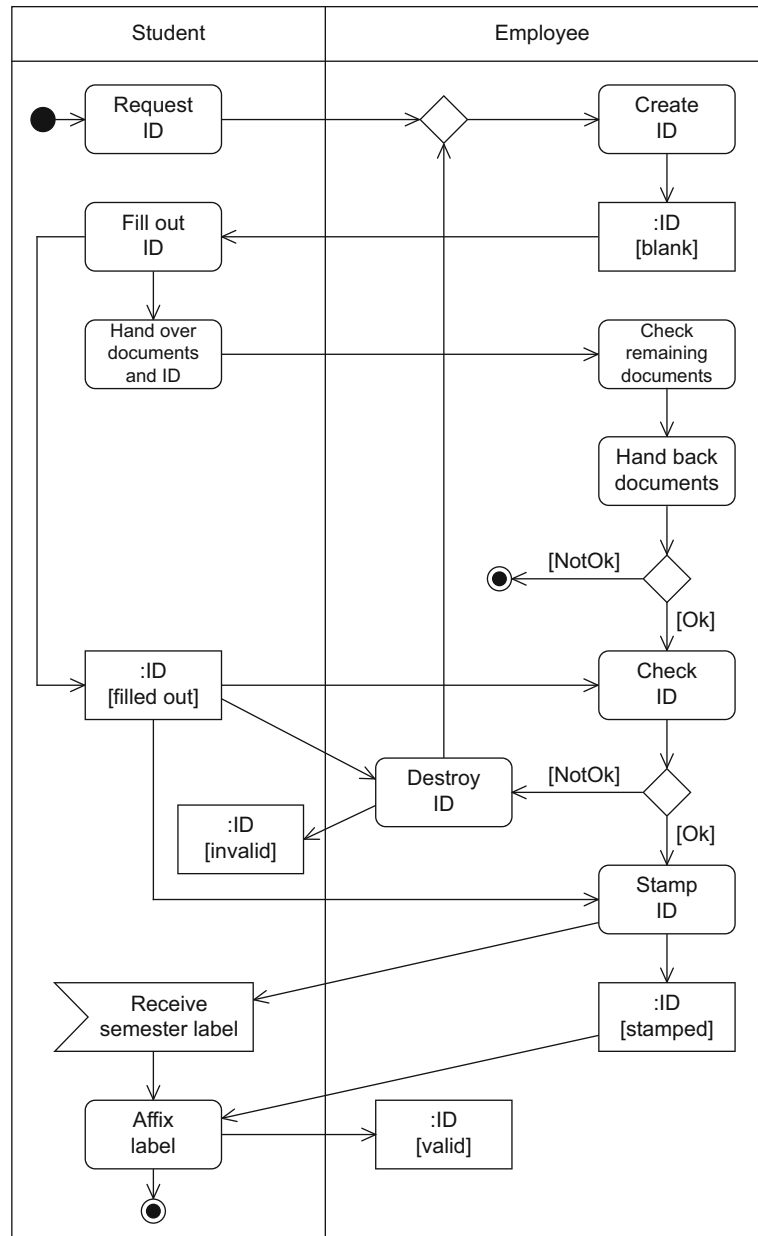 Student
Employee
Request
ID
Create
ID
Fill out
ID
:ID
[blank]
Hand over
documents
and ID
Check
remaining
documents
Hand back
documents
[NotOk]
[Ok]
:ID
[filled out]
Check
ID
Destroy
ID
[NotOk]
:ID
[invalid]
[Ok]
Stamp
ID
Receive
semester label
:ID
[stamped]
Affix
label
:ID
[valid]